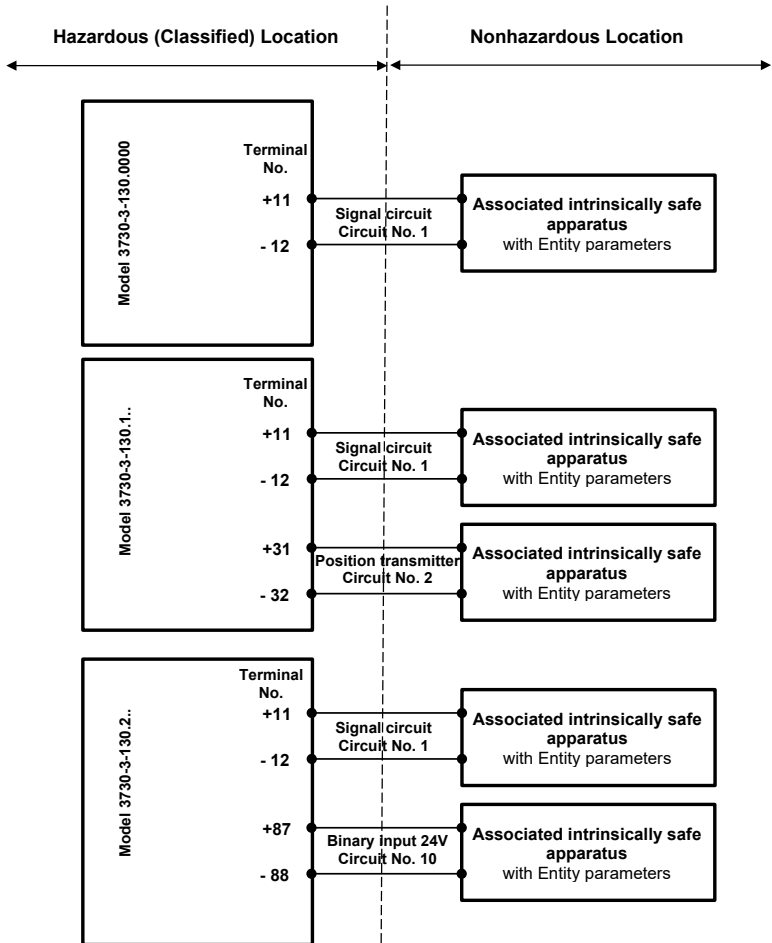 Hazardous (Classified) Location
Nonhazardous Location
Model 3730-3-130.0000
Terminal
No.
+11
- 12
Signal circuit
Circuit No. 1
Associated intrinsically safe
apparatus
with Entity parameters
Model 3730-3-130.1..
Terminal
No.
+11
- 12
Signal circuit
Circuit No. 1
Associated intrinsically safe
apparatus
with Entity parameters
+31
- 32
Position transmitter
Circuit No. 2
Associated intrinsically safe
apparatus
with Entity parameters
Model 3730-3-130.2..
Terminal
No.
+11
- 12
Signal circuit
Circuit No. 1
Associated intrinsically safe
apparatus
with Entity parameters
+87
- 88
Binary input 24V
Circuit No. 10
Associated intrinsically safe
apparatus
with Entity parameters